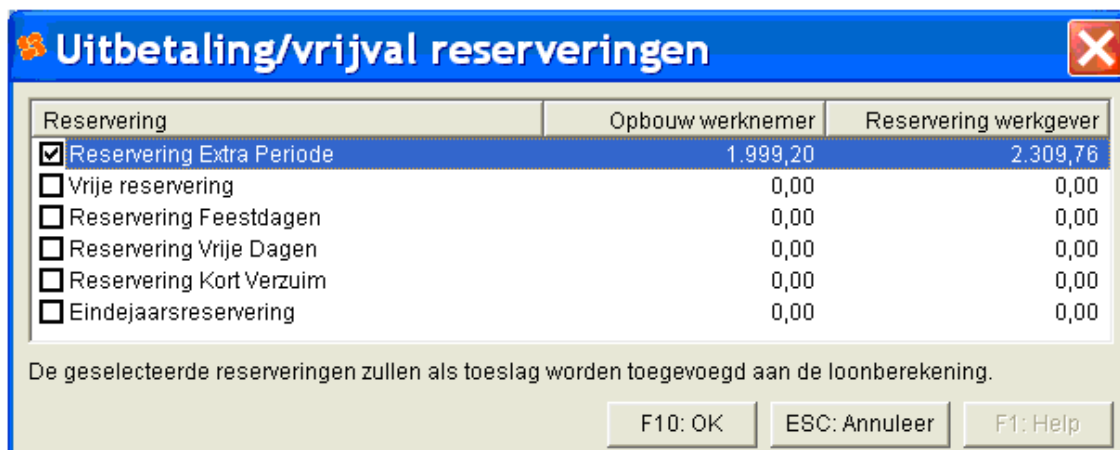 Uitbetaling/vrijval reserveringen
Reservering Opbouw werknemer Reservering werkgever
Reservering Extra Periode 1.999,20 2.309,76
Vrije reservering 0,00 0,00
Reservering Feestdagen 0,00 0,00
Reservering Vrije Dagen 0,00 0,00
Reservering Kort Verzuim 0,00 0,00
Eindejaarsreservering 0,00 0,00
De geselecteerde reserveringen zullen als toeslag worden toegevoegd aan de loonberekening.
F10: OK ESC: Annuleer F1: Help